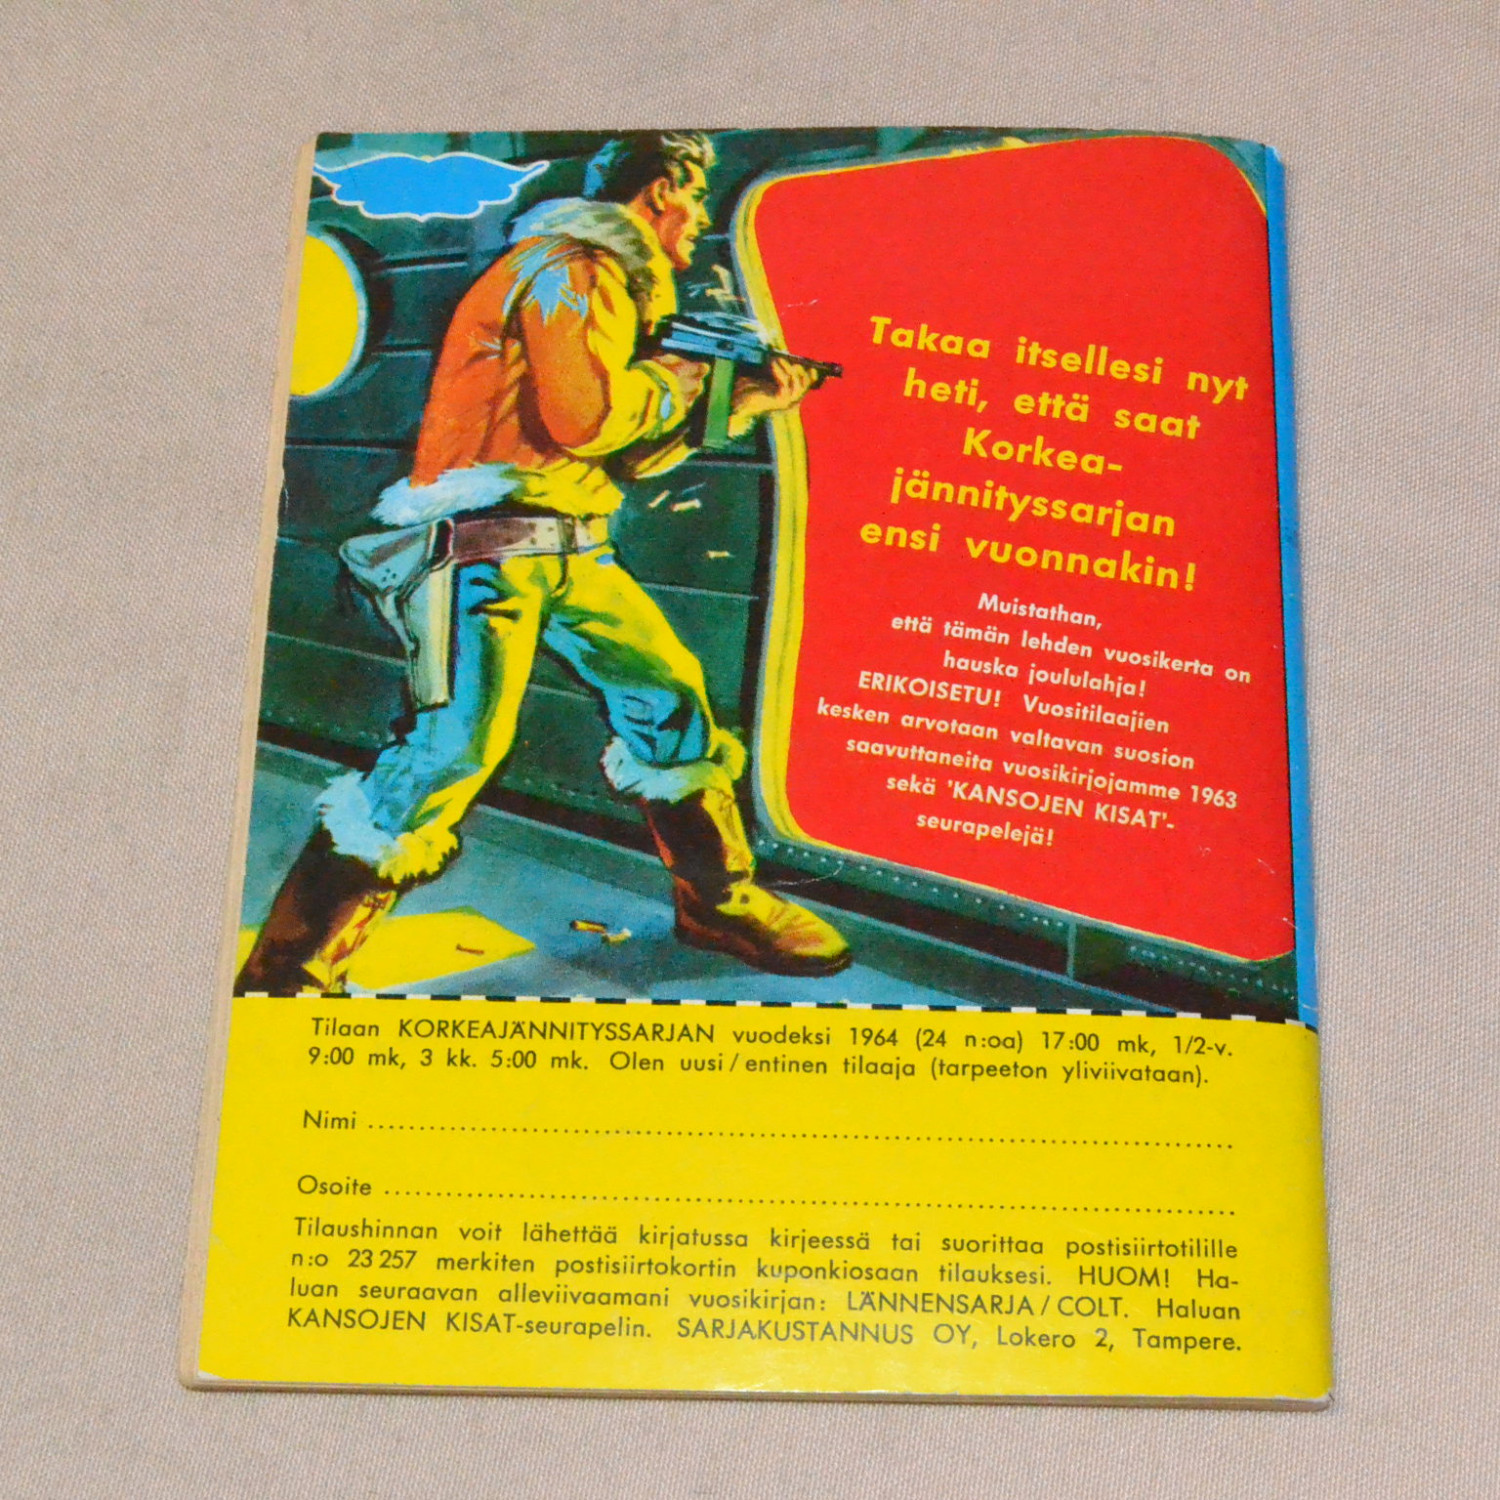 Takaa itsellesi nyt
heti, että saat
Korkea-
jännityssarjan
ensi vuonnakin!
Muistathan,
että tämän lehden vuosikerta on
hauska joululahja!
ERIKOISETU! Vuositilaajien
kesken arvotaan valtavan suosion
saavuttaneita vuosikirjojamme 1963
sekä 'KANSOJEN KISAT'-
seurapelejä!
Tilaan KORKEAJÄNNITYSSARJAN vuodeksi 1964 (24 n:oa) 17:00 mk, 1/2-v.
9:00 mk, 3 kk. 5:00 mk. Olen uusi/entinen tilaaja (tarpeeton yliviivataan).
Nimi
Osoite
Tilaushinnan voit lähettää kirjatussa kirjeessä tai suorittaa postisiirtotilille
n:o 23 257 merkiten postisiirtokortin kuponkiosaan tilauksesi. HUOM! Ha-
luan seuraavan alleviivaamani vuosikirjan: LÄNNENSARJA/COLT. Haluan
KANSOJEN KISAT-seurapelin. SARJAKUSTANNUS OY, Lokero 2, Tampere.